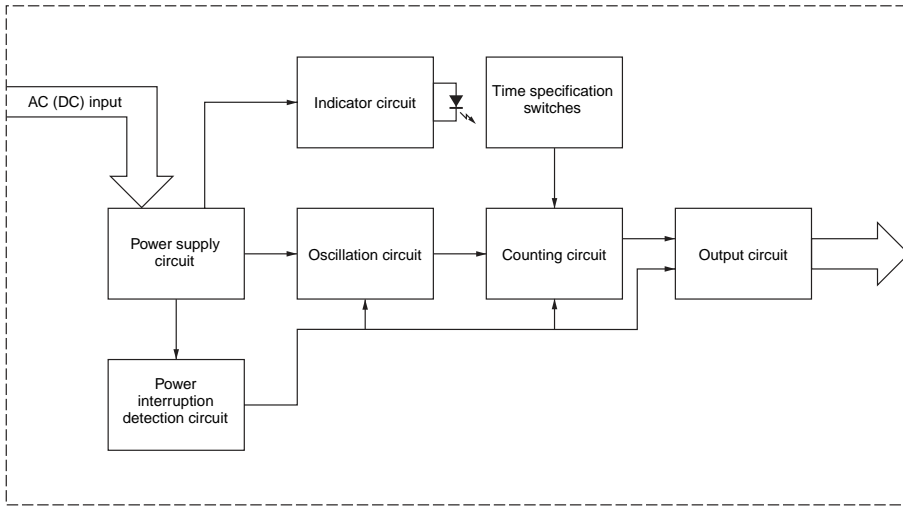 AC (DC) input
Indicator circuit
Time specification
switches
Power supply
circuit
Oscillation circuit
Counting circuit
Output circuit
Power
interruption
detection circuit